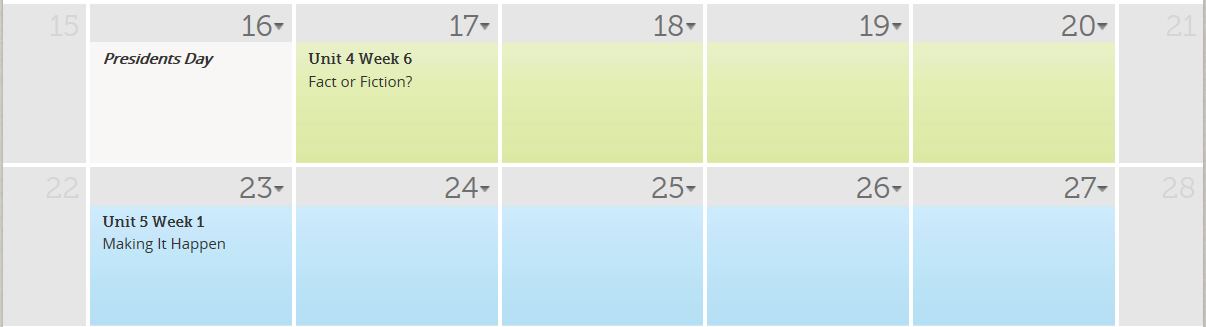 15 16 17 18 19 20 21
Presidents Day
Unit 4 Week 6
Fact or Fiction?
22 23 24 25 26 27 28
Unit 5 Week 1
Making It Happen